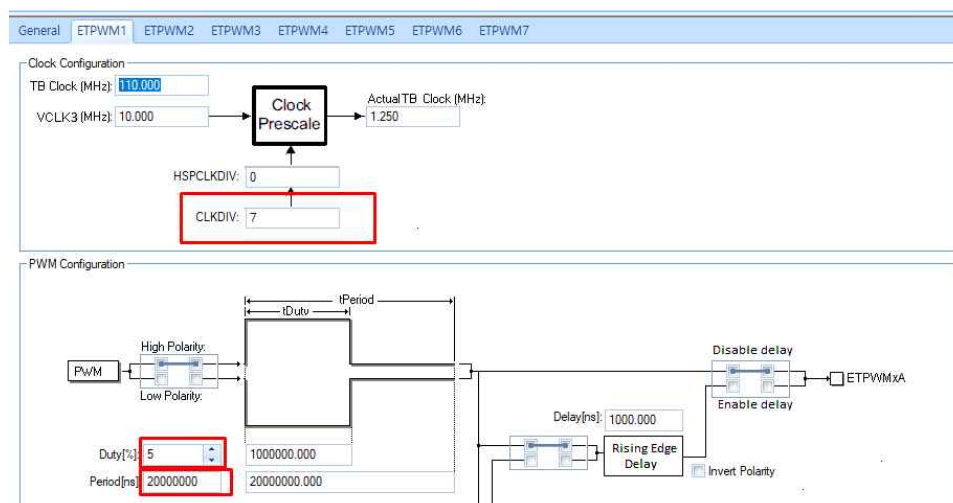 General ETPWM1 ETPWM2 ETPWM3 ETPWM4 ETPWM5 ETPWM6 ETPWM7
Clock Configuration
TB Clock (MHz): 110.000
VCLK3 (MHz): 10.000
Clock Prescale
ActualTB Clock (MHz):
1.250
HSPCLKDIV: 0
CLKDIV: 7
PWM Configuration
tPeriod
tDuty
High Polarity:
PWM
Low Polarity:
Disable delay
ETPWMxA
Enable delay
Delay[ns]: 1000.000
Rising Edge Delay
Invert Polarity
Duty[%]: 5 1000000.000
Period[ns] 20000000 20000000.000